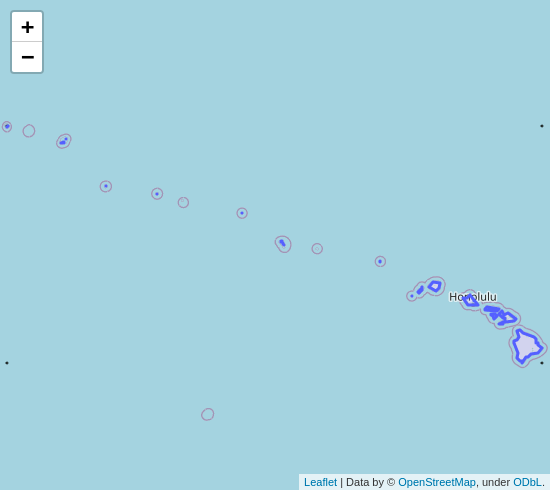 +
−
Honolulu
Leaflet | Data by © OpenStreetMap, under ODbL.